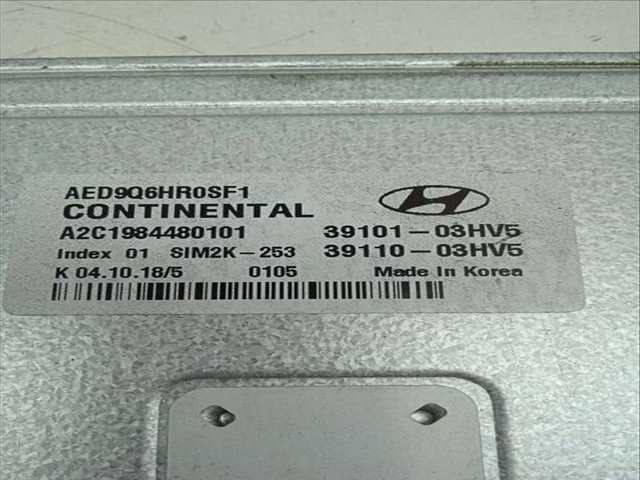 AED9Q6HR0SF1
CONTINENTAL
A2C1984480101 39101-03HV5
Index 01 SIM2K-253 39110-03HV5
K 04.10.18/5 0105 Made In Korea